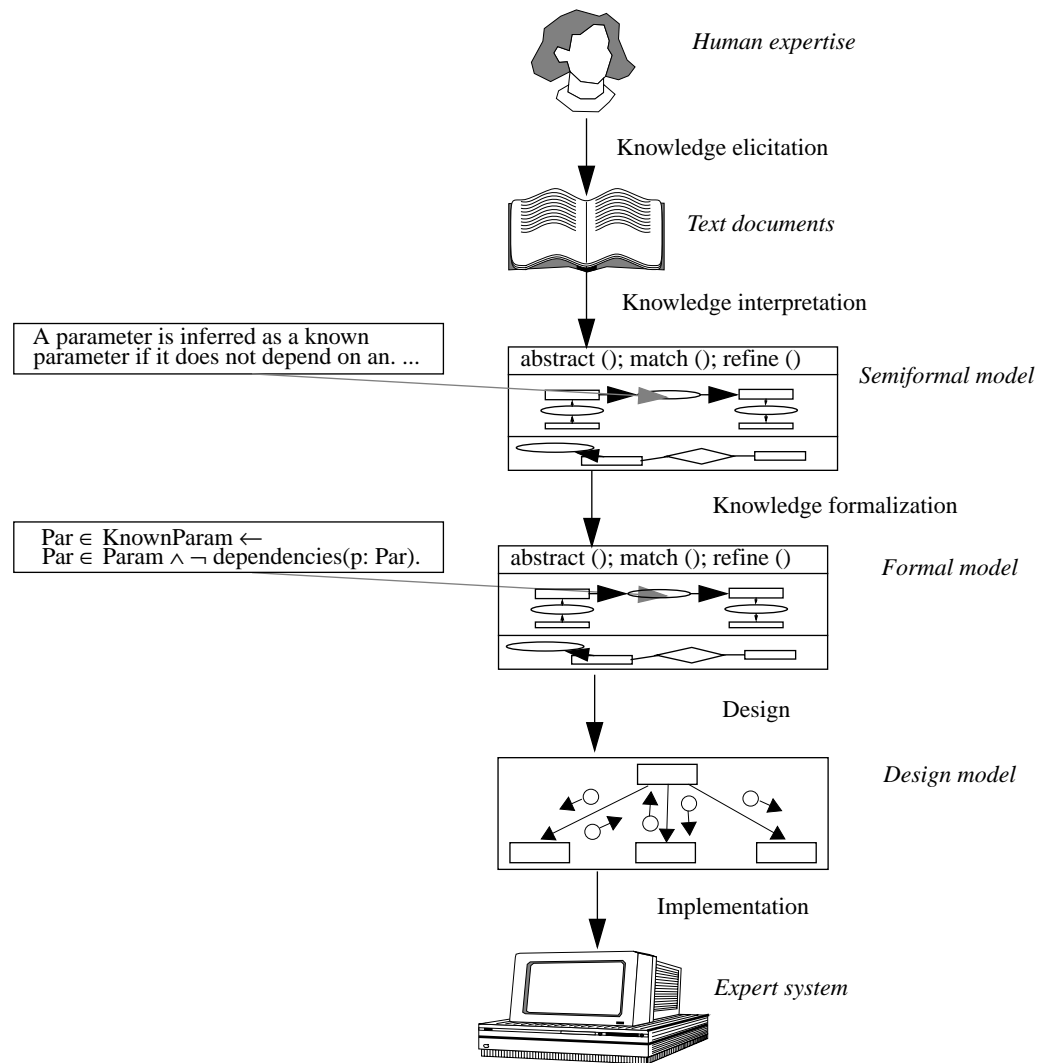 Human expertise
Knowledge elicitation
Text documents
Knowledge interpretation
A parameter is inferred as a known
parameter if it does not depend on an. ...
abstract (); match (); refine ()
Semiformal model
Knowledge formalization
Par ∈ KnownParam ←
Par ∈ Param ∧ ¬ dependencies(p: Par).
abstract (); match (); refine ()
Formal model
Design
Design model
Implementation
Expert system